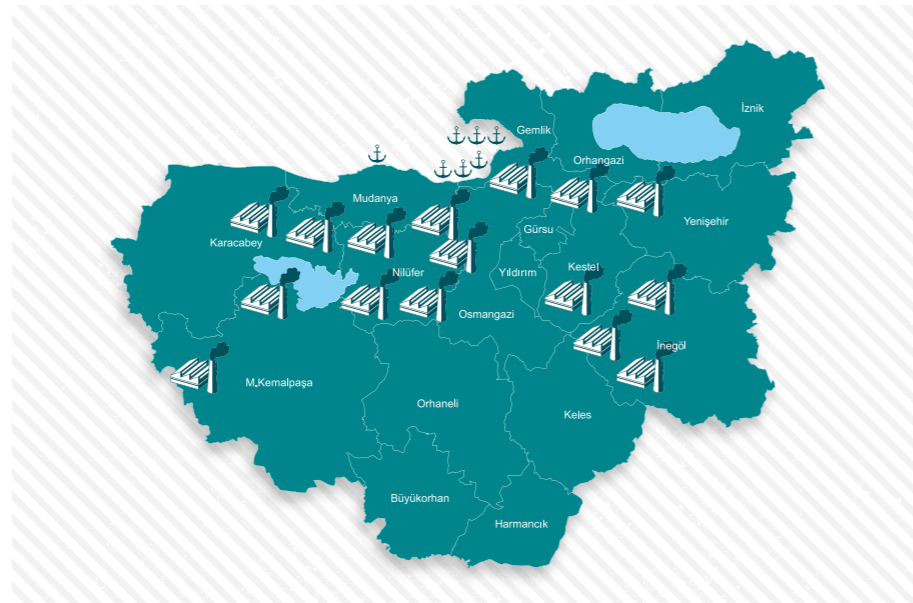 İznik
Gemlik
Orhangazi
Mudanya
Yenişehir
Gürsu
Karacabey
Nilüfer
Yıldırım
Kestel
Osmangazi
İnegöl
M.Kemalpaşa
Orhaneli
Keles
Büyükorhan
Harmancık